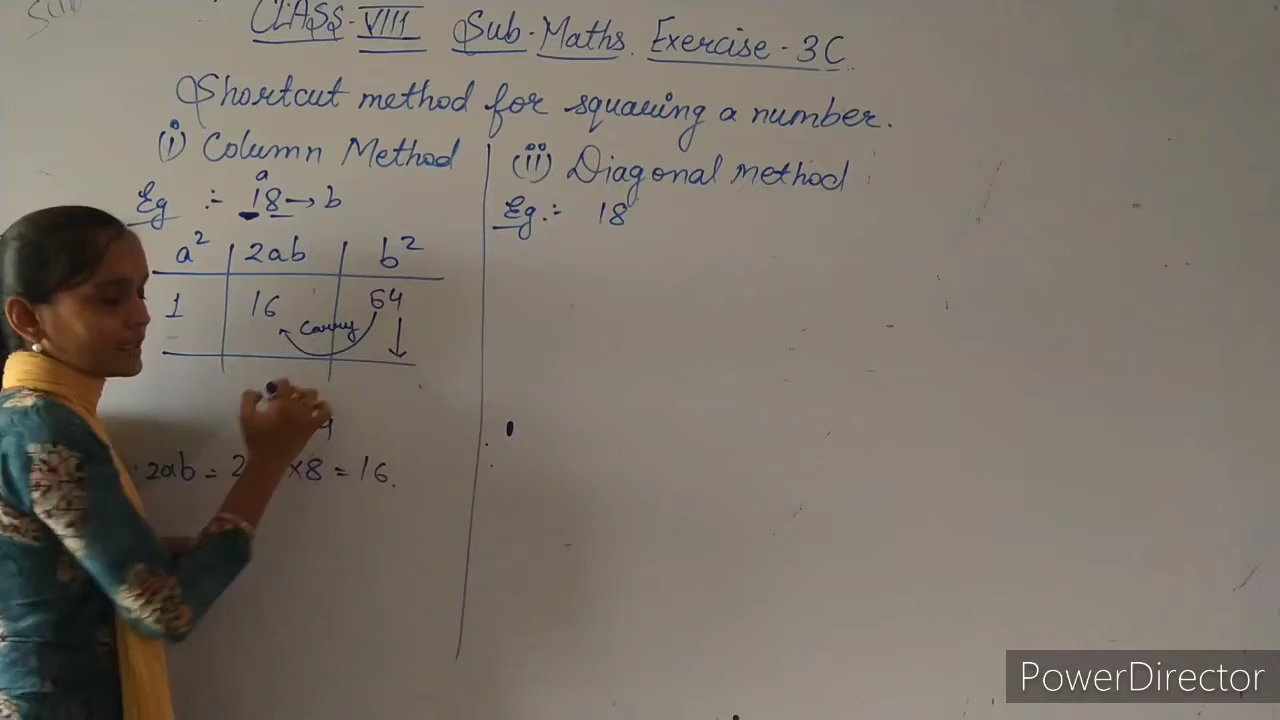 CLASS-VIII Sub-Maths. Exercise-3C.
Shortcut method for squaring a number.
(i) Column Method
a
Eg :- 18→b
a² 2ab b²
1 16 64
Carry
2ab = 2 ×8 = 16.
(ii) Diagonal method
Eg.:- 18
PowerDirector